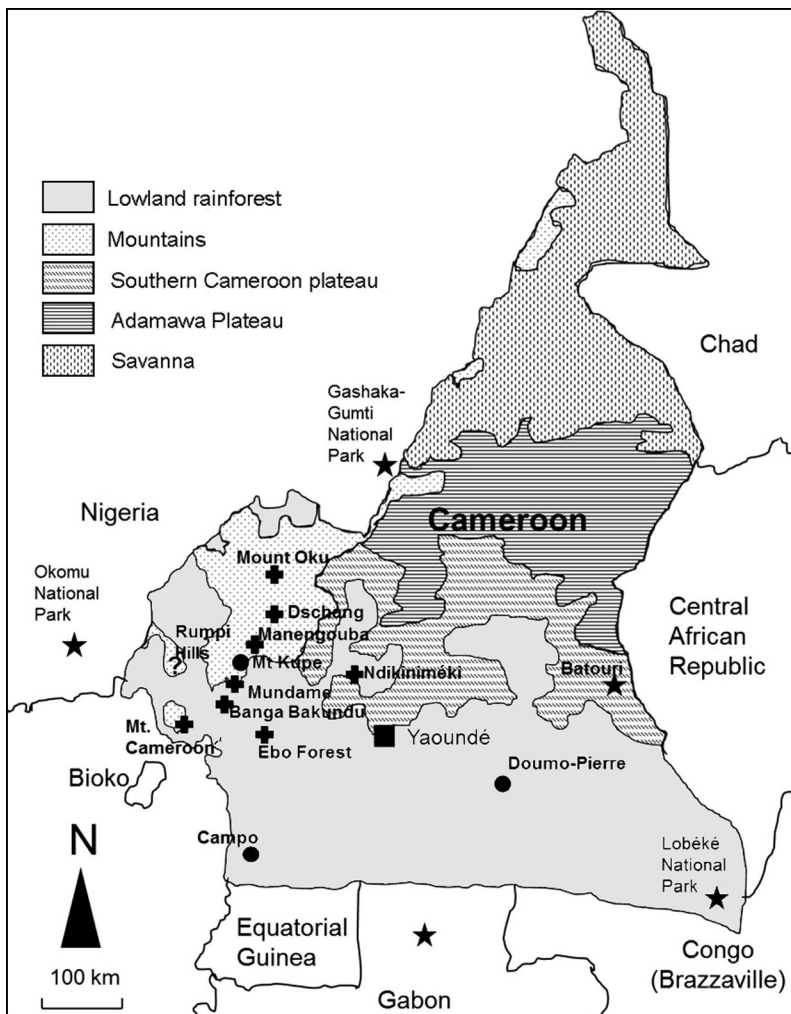 Lowland rainforest
Mountains
Southern Cameroon plateau
Adamawa Plateau
Savanna
Chad
Gashaka-
Gumti
National
Park
Nigeria
Cameroon
Mount Oku
Okomu
National
Park
Dschang
Central
African
Republic
Rumpi
Hills
Manengouba
?
Mt Kupe
Ndikiniméki
Batouri
Mundame
Banga Bakundu
Mt.
Cameroon
Ebo Forest
Yaoundé
Bioko
Doumo-Pierre
Campo
N
Lobéké
National
Park
100 km
Equatorial
Guinea
Gabon
Congo
(Brazzaville)